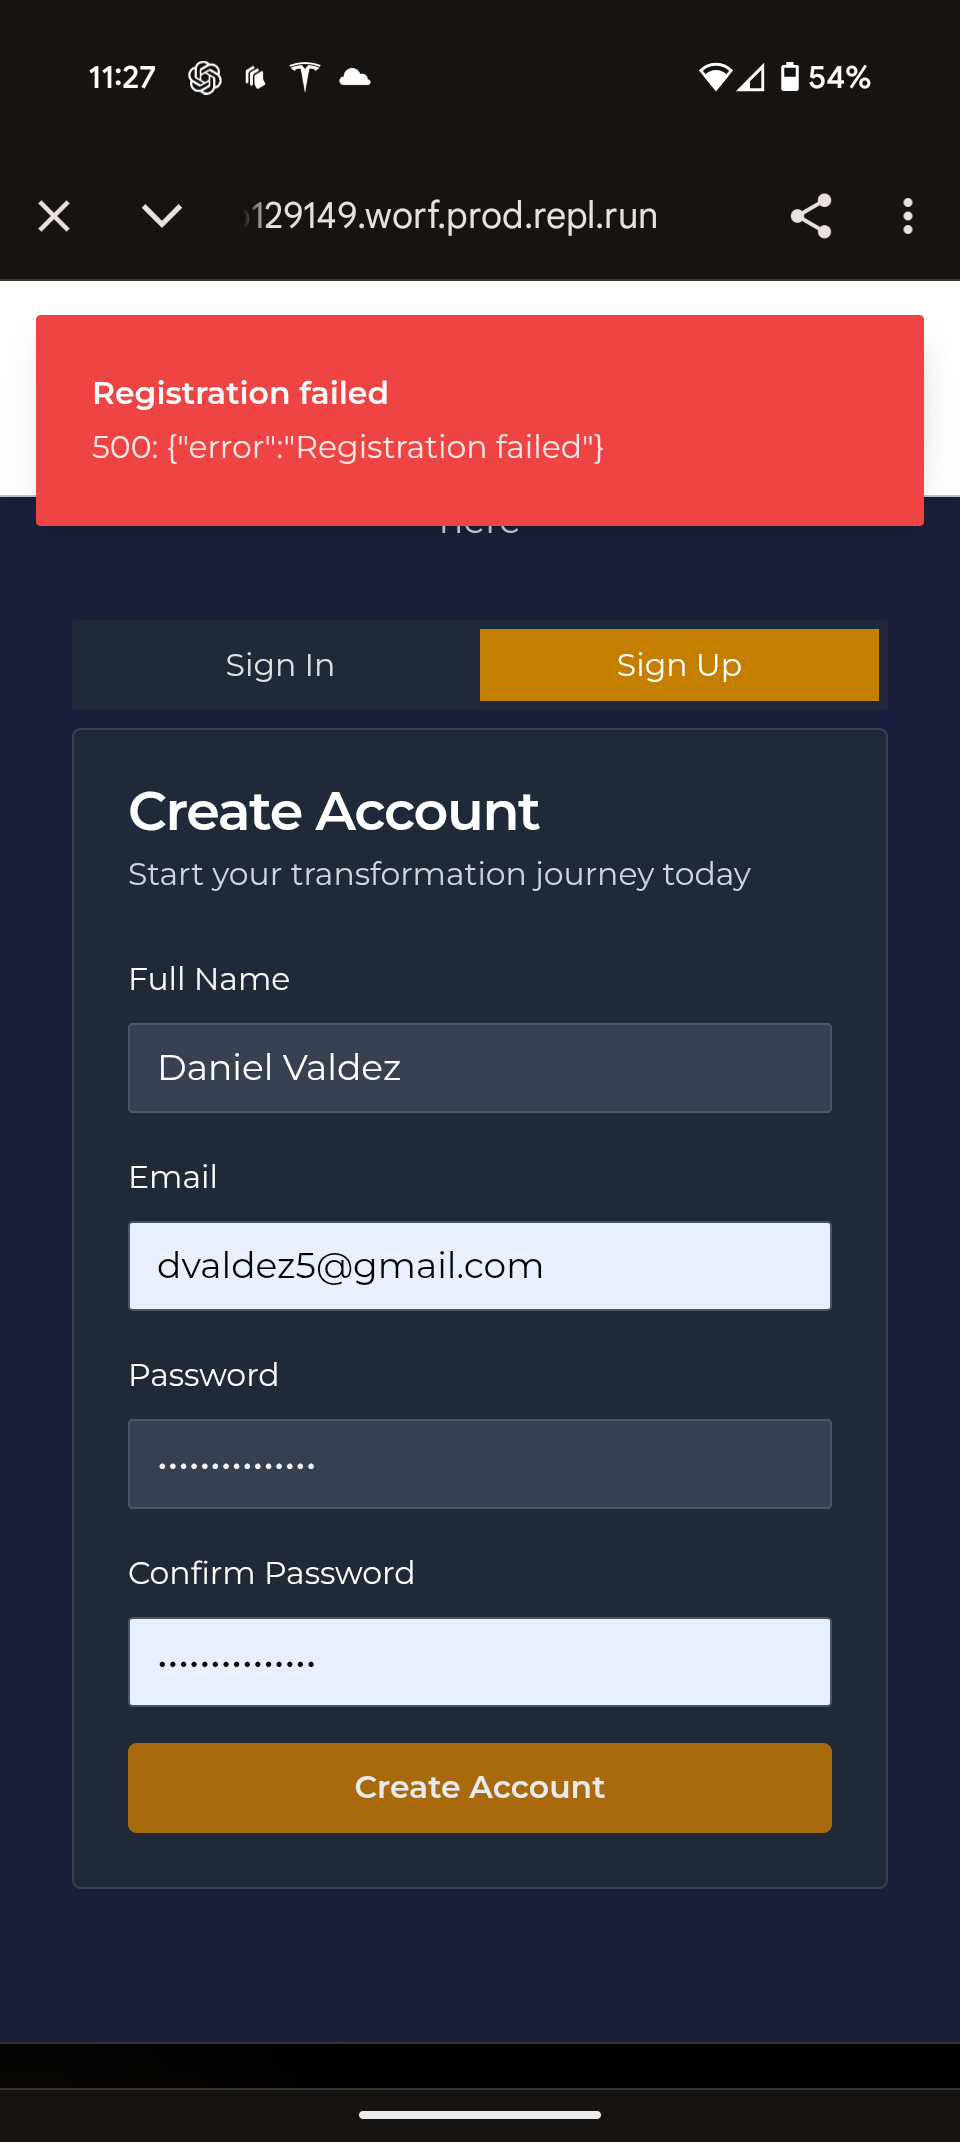 11:27
54%
129149.worf.prod.repl.run
Registration failed
500: {"error":"Registration failed"}
here
Sign In
Sign Up
Create Account
Start your transformation journey today
Full Name
Daniel Valdez
Email
dvaldez5@gmail.com
Password
•••••••••••••••
Confirm Password
•••••••••••••••
Create Account